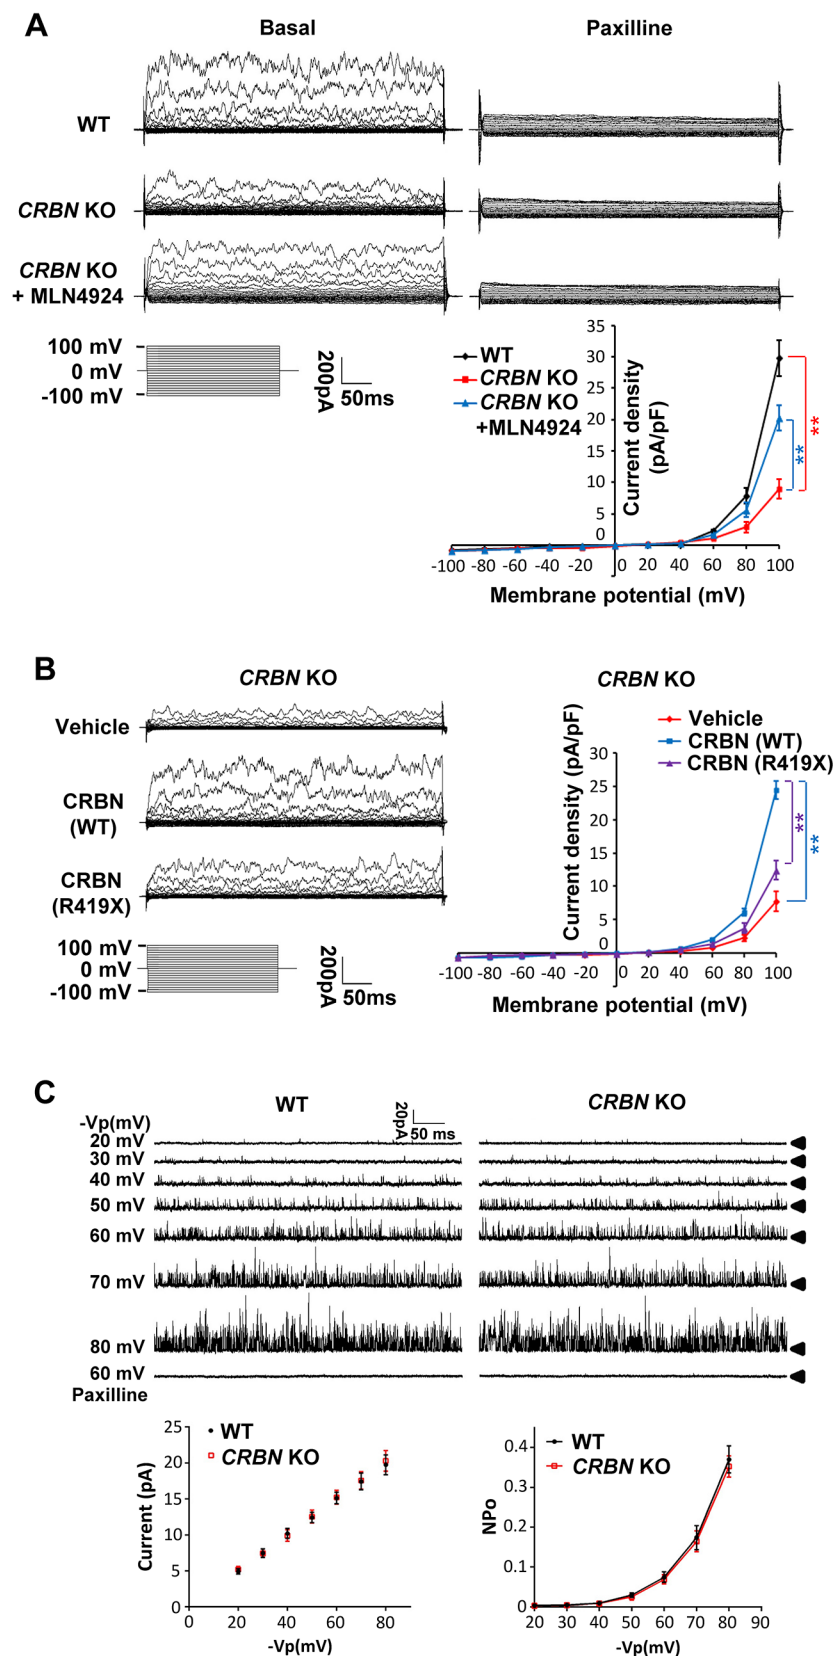 A
Basal
Paxilline
WT
CRBN KO
CRBN KO
+ MLN4924
100 mV
0 mV
-100 mV
200pA
50ms
WT
CRBN KO
CRBN KO
+MLN4924
Current density
(pA/pF)
35
30
25
20
15
10
5
0
-100 -80 -60 -40 -20 0 20 40 60 80 100
Membrane potential (mV)
**
**
B
CRBN KO
CRBN KO
Vehicle
CRBN
(WT)
CRBN
(R419X)
100 mV
0 mV
-100 mV
200pA
50ms
Vehicle
CRBN (WT)
CRBN (R419X)
Current density (pA/pF)
30
25
20
15
10
5
0
-100 -80 -60 -40 -20 0 20 40 60 80 100
Membrane potential (mV)
**
**
C
WT
CRBN KO
20pA
50 ms
-Vp(mV)
20 mV
30 mV
40 mV
50 mV
60 mV
70 mV
80 mV
60 mV
Paxilline
WT
CRBN KO
Current (pA)
25
20
15
10
5
0
0 20 40 60 80
-Vp(mV)
WT
CRBN KO
NPo
0.4
0.3
0.2
0.1
0
20 30 40 50 60 70 80 90
-Vp(mV)